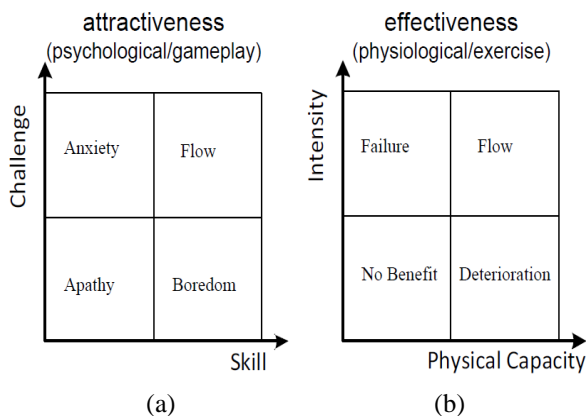 attractiveness
(psychological/gameplay)
Challenge
Anxiety
Flow
Apathy
Boredom
Skill
(a)
effectiveness
(physiological/exercise)
Intensity
Failure
Flow
No Benefit
Deterioration
Physical Capacity
(b)